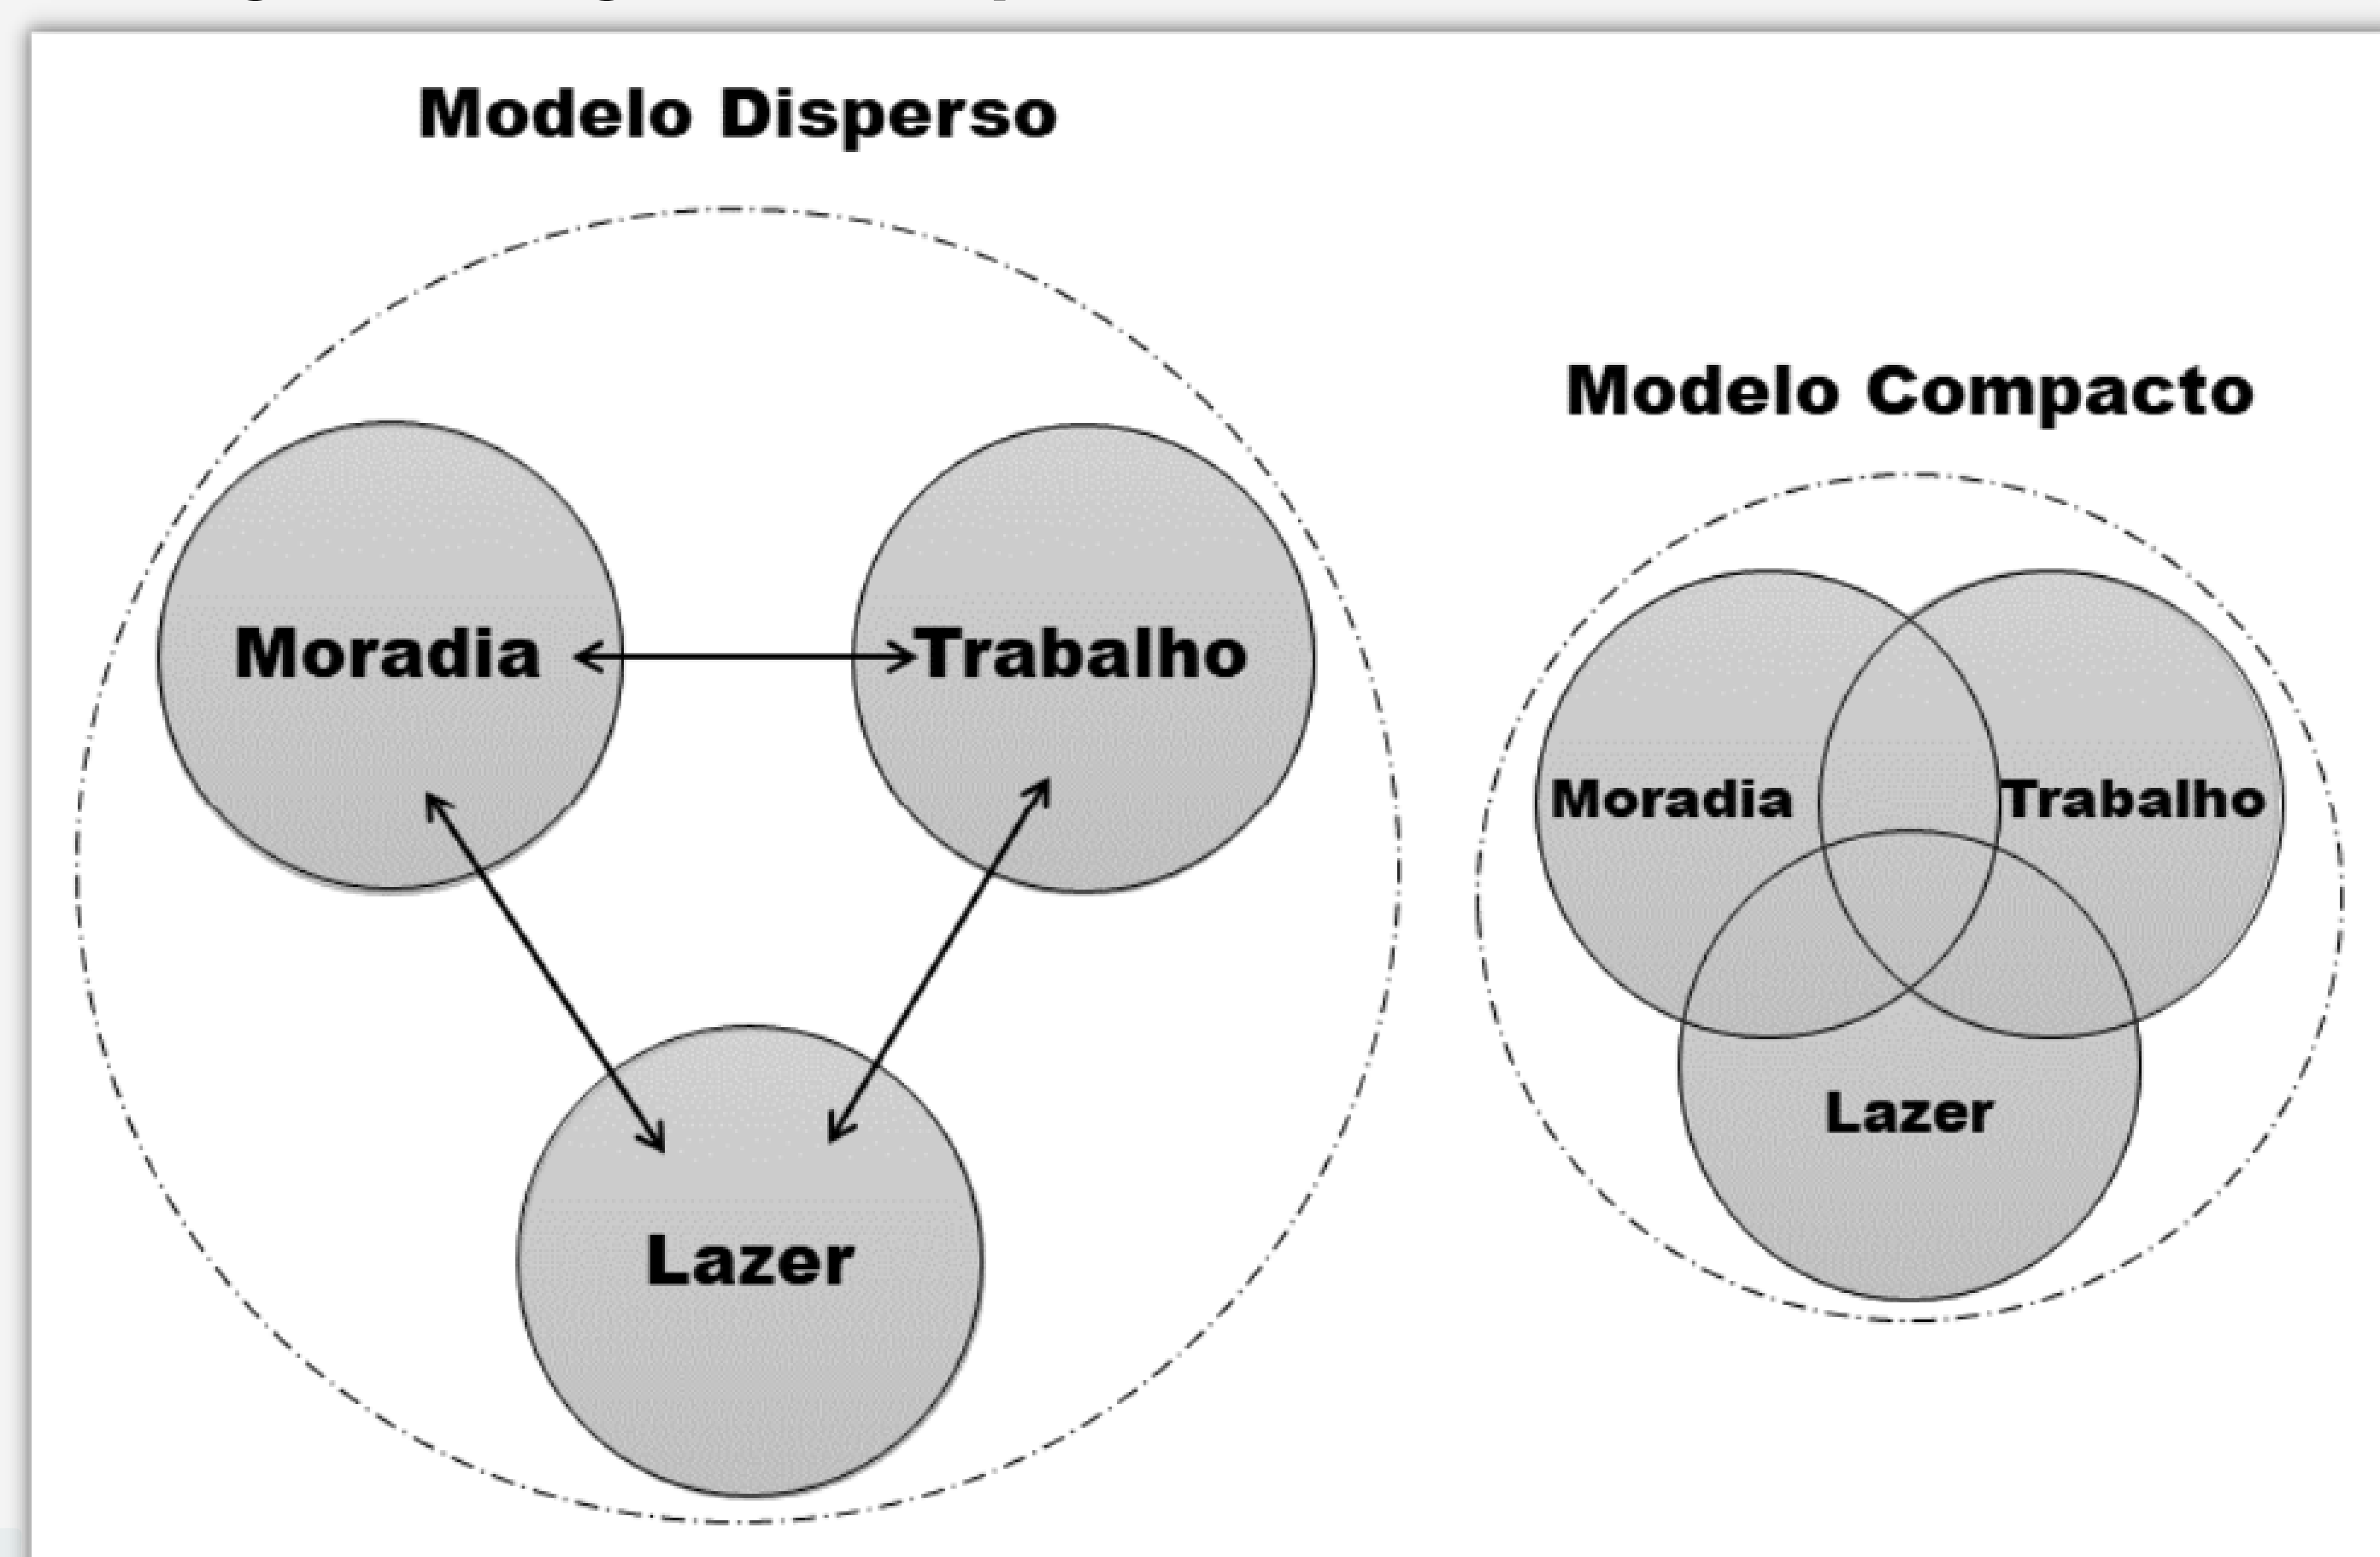 Modelo Disperso
Moradia
Trabalho
Lazer
Modelo Compacto
Moradia
Trabalho
Lazer